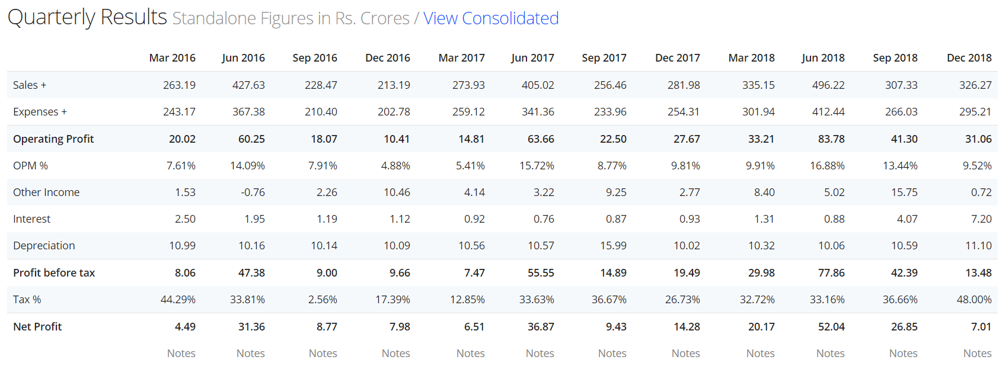 Quarterly Results Standalone Figures in Rs. Crores / View Consolidated
Mar 2016 Jun 2016 Sep 2016 Dec 2016 Mar 2017 Jun 2017 Sep 2017 Dec 2017 Mar 2018 Jun 2018 Sep 2018 Dec 2018
Sales + 263.19 427.63 228.47 213.19 273.93 405.02 256.46 281.98 335.15 496.22 307.33 326.27
Expenses + 243.17 367.38 210.40 202.78 259.12 341.36 233.96 254.31 301.94 412.44 266.03 295.21
Operating Profit 20.02 60.25 18.07 10.41 14.81 63.66 22.50 27.67 33.21 83.78 41.30 31.06
OPM % 7.61% 14.09% 7.91% 4.88% 5.41% 15.72% 8.77% 9.81% 9.91% 16.88% 13.44% 9.52%
Other Income 1.53 -0.76 2.26 10.46 4.14 3.22 9.25 2.77 8.40 5.02 15.75 0.72
Interest 2.50 1.95 1.19 1.12 0.92 0.76 0.87 0.93 1.31 0.88 4.07 7.20
Depreciation 10.99 10.16 10.14 10.09 10.56 10.57 15.99 10.02 10.32 10.06 10.59 11.10
Profit before tax 8.06 47.38 9.00 9.66 7.47 55.55 14.89 19.49 29.98 77.86 42.39 13.48
Tax % 44.29% 33.81% 2.56% 17.39% 12.85% 33.63% 36.67% 26.73% 32.72% 33.16% 36.66% 48.00%
Net Profit 4.49 31.36 8.77 7.98 6.51 36.87 9.43 14.28 20.17 52.04 26.85 7.01
Notes Notes Notes Notes Notes Notes Notes Notes Notes Notes Notes Notes